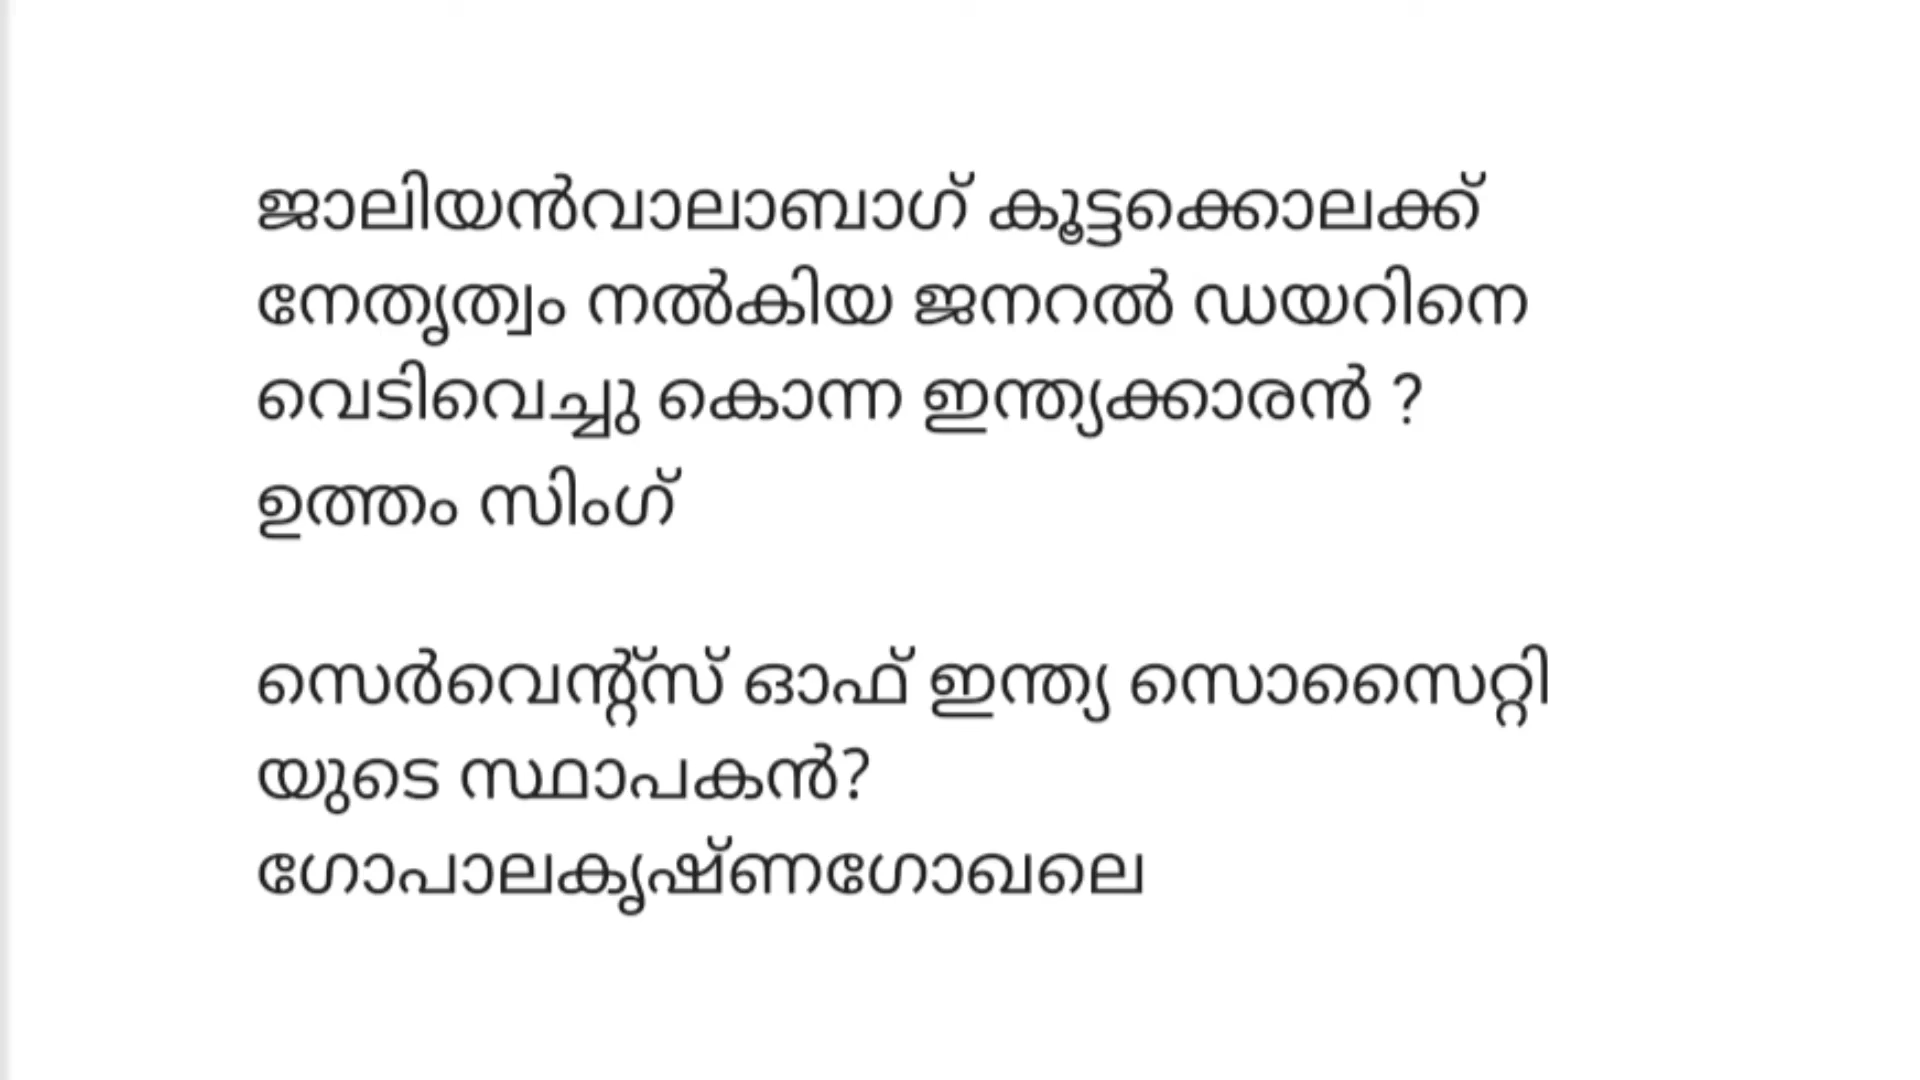 ജാലിയൻവാലാബാഗ് കൂട്ടക്കൊലക്ക്
നേതൃത്വം നൽകിയ ജനറൽ ഡയറിനെ
വെടിവെച്ചു കൊന്ന ഇന്ത്യക്കാരൻ ?
ഉത്തം സിംഗ്
സെർവെന്റ്സ് ഓഫ് ഇന്ത്യ സൊസൈറ്റി
യുടെ സ്ഥാപകൻ?
ഗോപാലകൃഷ്ണഗോഖലെ